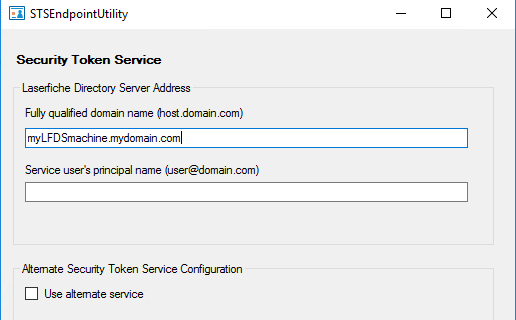 STSEndpointUtility
Security Token Service
Laserfiche Directory Server Address
Fully qualified domain name (host.domain.com)
myLFDSmachine.mydomain.com
Service user's principal name (user@domain.com)
Alternate Security Token Service Configuration
Use alternate service